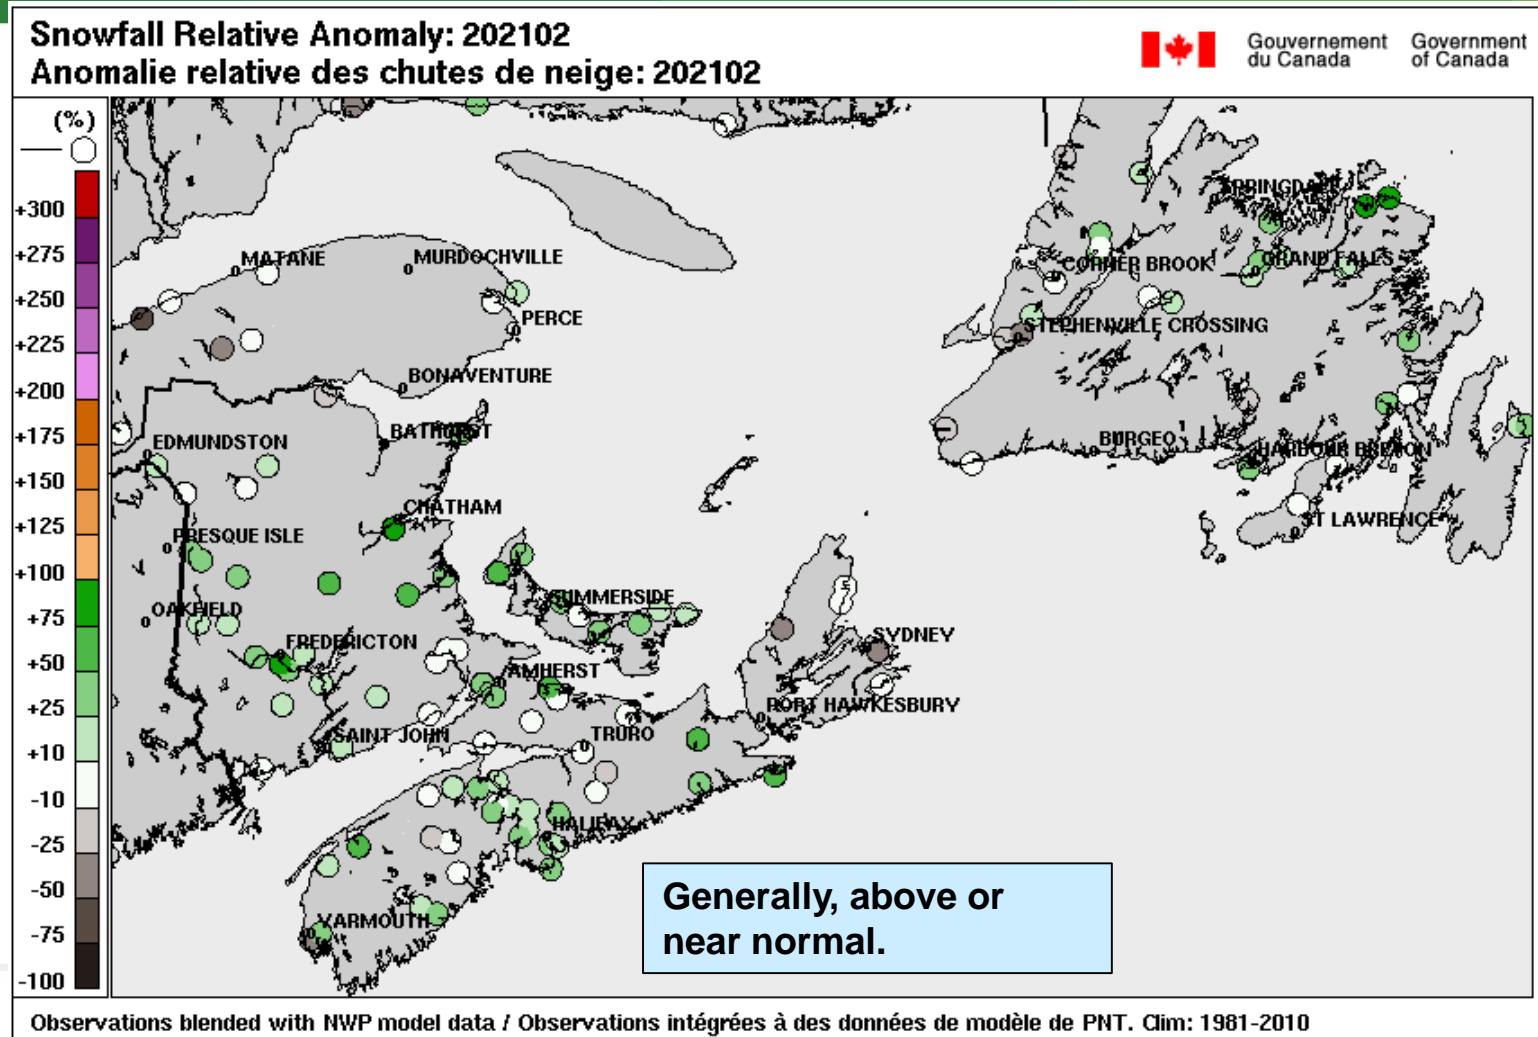 Snowfall Relative Anomaly: 202102
Anomalie relative des chutes de neige: 202102
Gouvernement du Canada
Government of Canada
(%)
+300
+275
+250
+225
+200
+175
+150
+125
+100
+75
+50
+25
+10
-10
-25
-50
-75
-100
SPRINGDALE
MATANE
MURDOCHVILLE
CORNER BROOK
GRAND FALLS
PERCE
STEPHENVILLE CROSSING
BONAVENTURE
BATHURST
EDMUNDSTON
BURGEO
HARBOUR BRETON
CHATHAM
ST LAWRENCE
PRESQUE ISLE
SUMMERSIDE
OAKFIELD
FREDERICTON
SYDNEY
AMHERST
PORT HAWKESBURY
SAINT JOHN
TRURO
HALIFAX
YARMOUTH
Generally, above or
near normal.
Observations blended with NWP model data / Observations intégrées à des données de modèle de PNT. Clim: 1981-2010